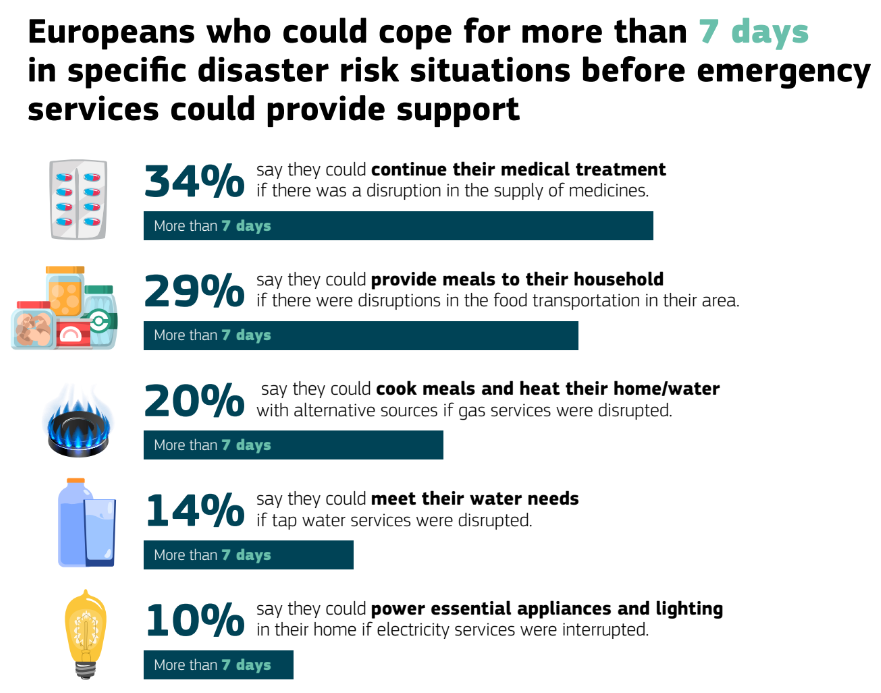 Europeans who could cope for more than 7 days
in specific disaster risk situations before emergency
services could provide support
34%
say they could continue their medical treatment
if there was a disruption in the supply of medicines.
More than 7 days
29%
say they could provide meals to their household
if there were disruptions in the food transportation in their area.
More than 7 days
20%
say they could cook meals and heat their home/water
with alternative sources if gas services were disrupted.
More than 7 days
14%
say they could meet their water needs
if tap water services were disrupted.
More than 7 days
10%
say they could power essential appliances and lighting
in their home if electricity services were interrupted.
More than 7 days